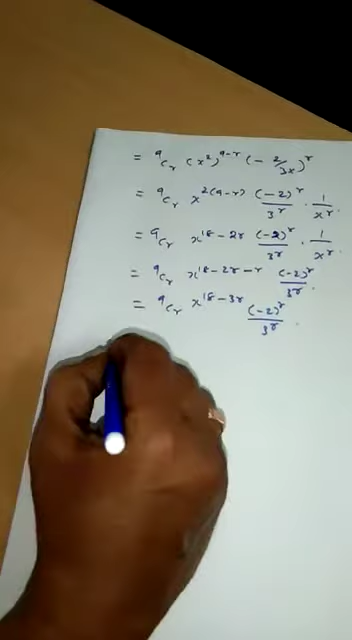 = ⁹Cᵣ (x²)⁹⁻ʳ (- 2/3x)ʳ
= ⁹Cᵣ x²⁽⁹⁻ʳ⁾ (-2)ʳ/3ʳ · 1/xʳ
= ⁹Cᵣ x¹⁸⁻²ʳ (-2)ʳ/3ʳ · 1/xʳ
= ⁹Cᵣ x¹⁸⁻²ʳ⁻ʳ (-2)ʳ/3ʳ.
= ⁹Cᵣ x¹⁸⁻³ʳ (-2)ʳ/3ʳ.